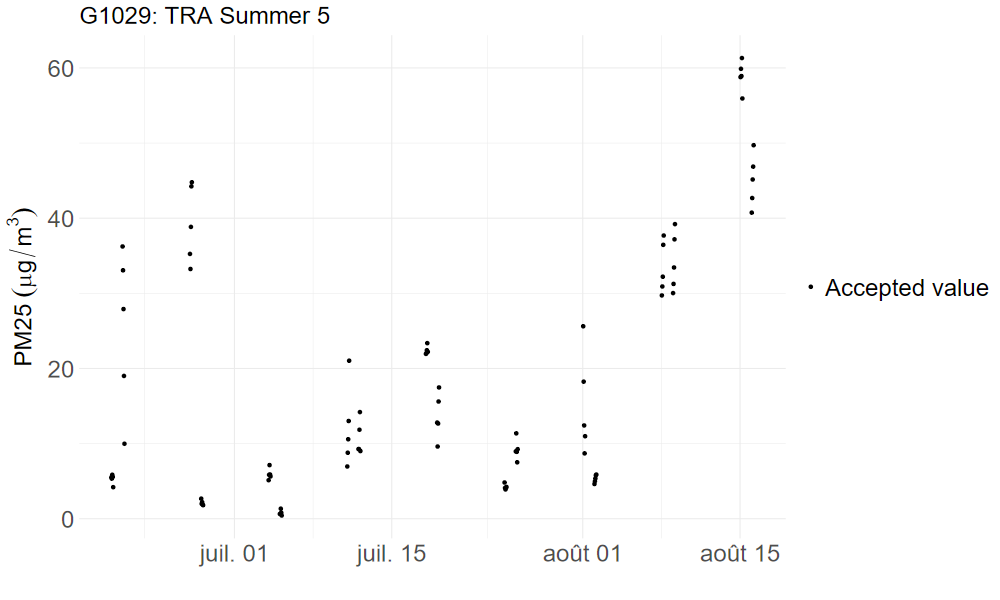 G1029: TRA Summer 5
PM25 (μg/m³)
60
40
20
0
juil. 01
juil. 15
août 01
août 15
Accepted value